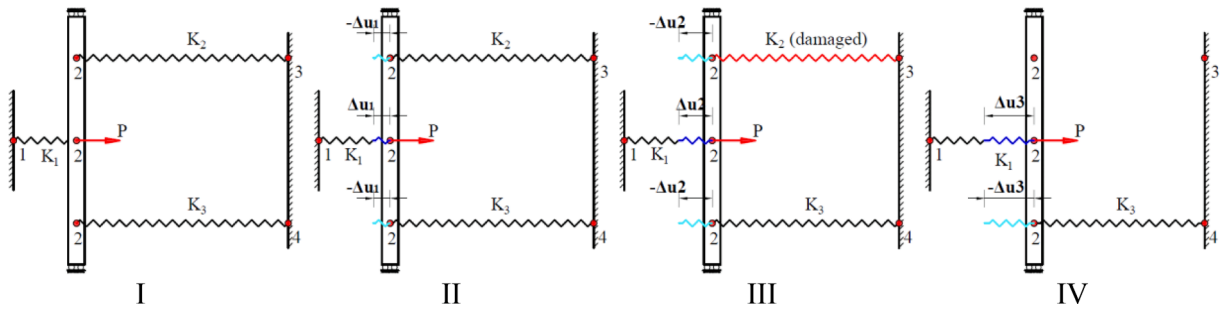 K₂
2
3
P
1
K₁
2
K₃
2
4
I
-Δu₁
K₂
2
3
Δu₁
P
1
K₁
2
-Δu₁
K₃
2
4
II
-Δu2
K₂ (damaged)
2
3
Δu2
P
1
K₁
2
-Δu2
K₃
2
4
III
2
3
Δu3
P
1
K₁
2
-Δu3
K₃
2
4
IV